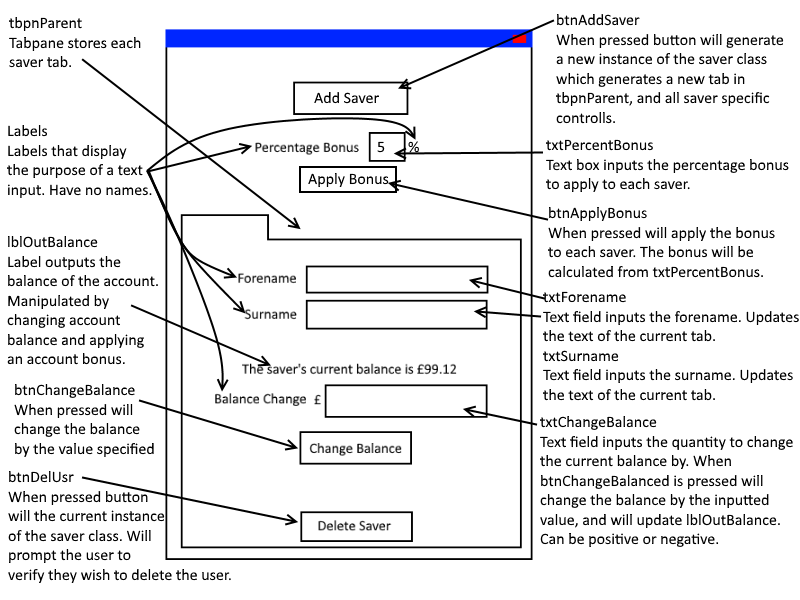 tbpnParent
Tabpane stores each
saver tab.
Labels
Labels that display
the purpose of a text
input. Have no names.
lblOutBalance
Label outputs the
balance of the account.
Manipulated by
changing account
balance and applying
an account bonus.
btnChangeBalance
When pressed will
change the balance
by the value specified
btnDelUsr
When pressed button
will the current instance
of the saver class. Will
prompt the user to
verify they wish to delete the user.
Add Saver
Percentage Bonus 5 %
Apply Bonus
Forename
Surname
The saver's current balance is £99.12
Balance Change £
Change Balance
Delete Saver
btnAddSaver
When pressed button will generate
a new instance of the saver class
which generates a new tab in
tbpnParent, and all saver specific
controlls.
txtPercentBonus
Text box inputs the percentage bonus
to apply to each saver.
btnApplyBonus
When pressed will apply the bonus
to each saver. The bonus will be
calculated from txtPercentBonus.
txtForename
Text field inputs the forename. Updates
the text of the current tab.
txtSurname
Text field inputs the surname. Updates
the text of the current tab.
txtChangeBalance
Text field inputs the quantity to change
the current balance by. When
btnChangeBalanced is pressed will
change the balance by the inputted
value, and will update lblOutBalance.
Can be positive or negative.